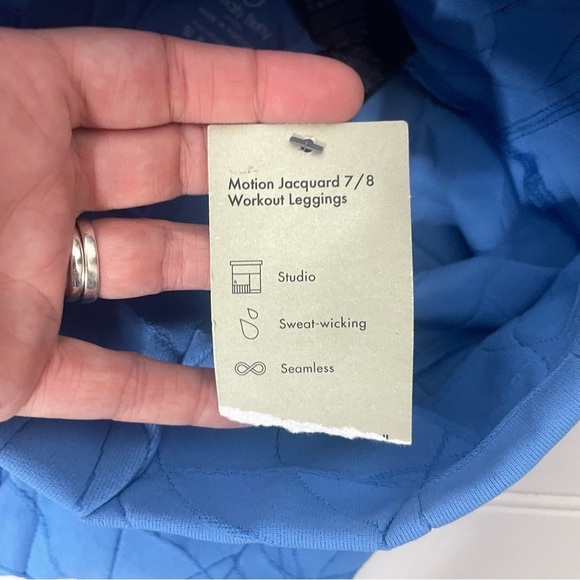 Motion Jacquard 7/8
Workout Leggings
Studio
Sweat-wicking
Seamless